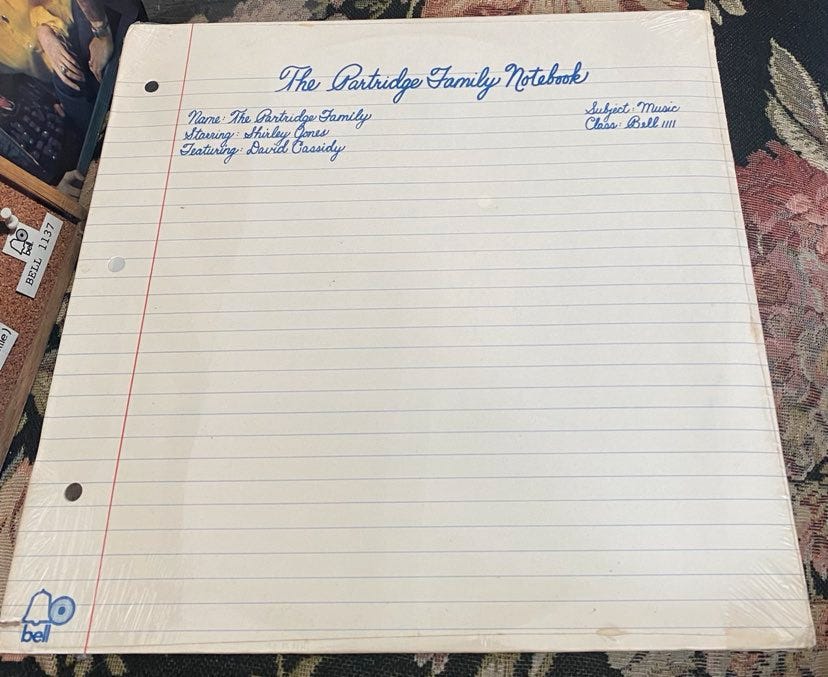 The Partridge Family Notebook
Name: The Partridge Family
Starring: Shirley Jones
Featuring: David Cassidy
Subject: Music
Class: Bell 1111
bell
BELL 1137
bell